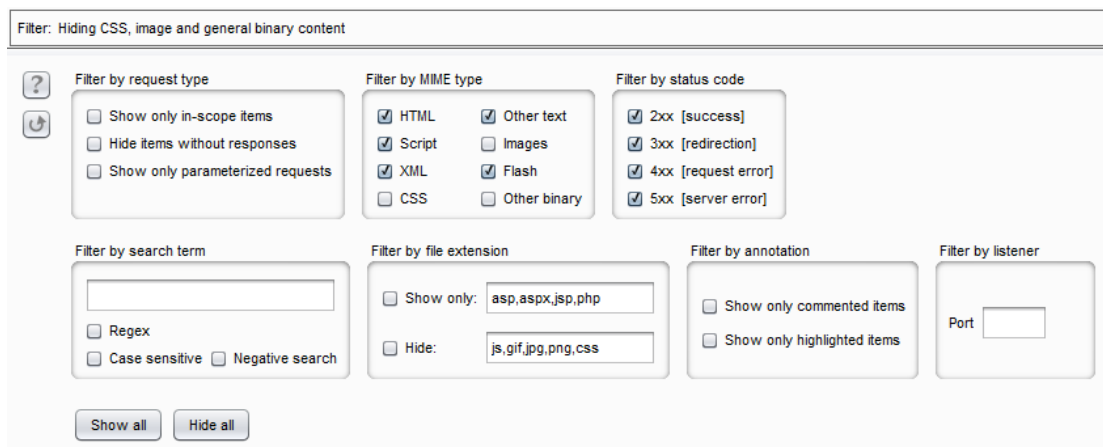 Filter: Hiding CSS, image and general binary content
?
Filter by request type
Show only in-scope items
Hide items without responses
Show only parameterized requests
Filter by MIME type
HTML
Other text
Script
Images
XML
Flash
CSS
Other binary
Filter by status code
2xx [success]
3xx [redirection]
4xx [request error]
5xx [server error]
Filter by search term
Regex
Case sensitive
Negative search
Filter by file extension
Show only:
asp,aspx,jsp,php
Hide:
js,gif,jpg,png,css
Filter by annotation
Show only commented items
Show only highlighted items
Filter by listener
Port
Show all
Hide all